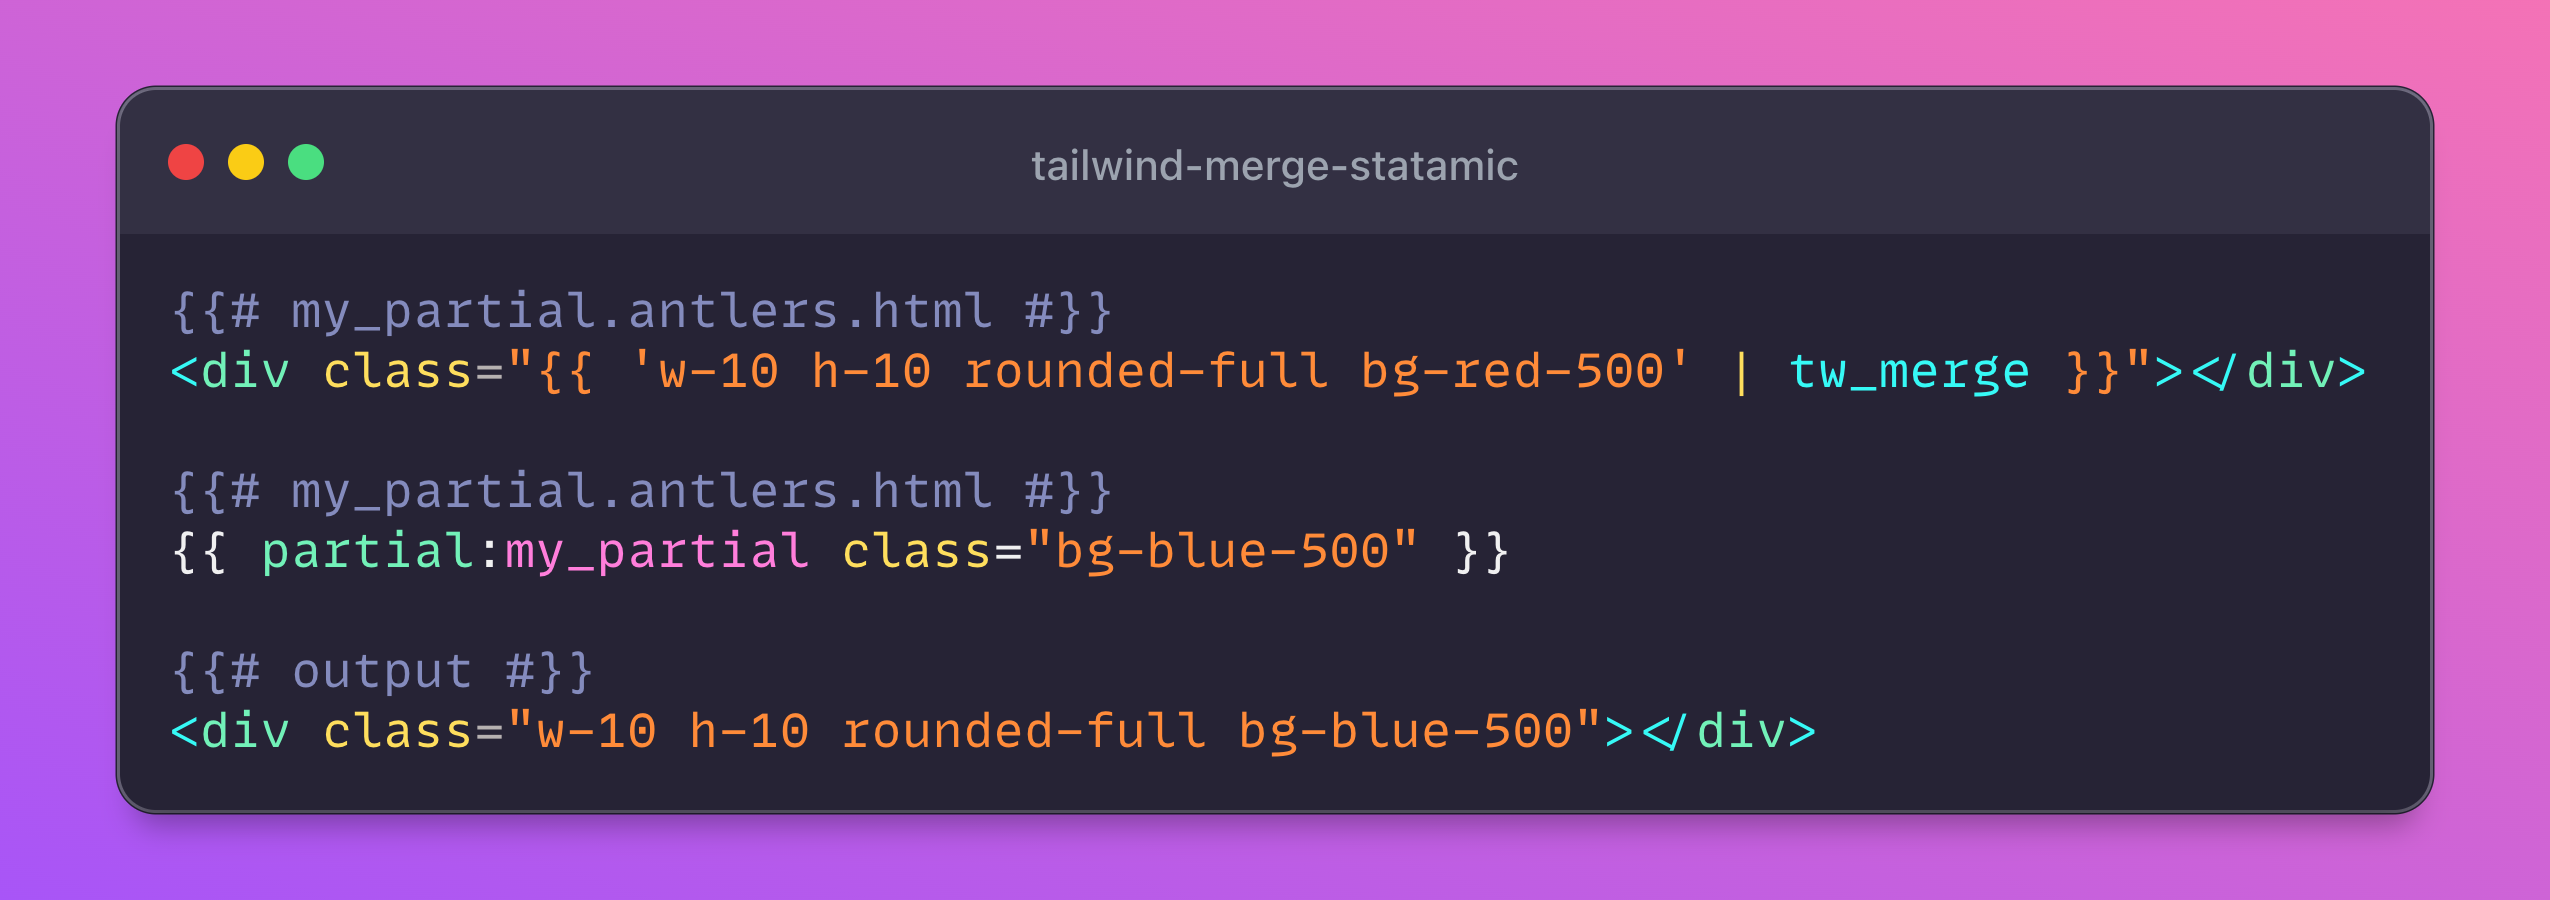 tailwind-merge-statamic
{{# my_partial.antlers.html #}}
<div class="{{ 'w-10 h-10 rounded-full bg-red-500' | tw_merge }}"></div>
{{# my_partial.antlers.html #}}
{{ partial:my_partial class="bg-blue-500" }}
{{# output #}}
<div class="w-10 h-10 rounded-full bg-blue-500"></div>